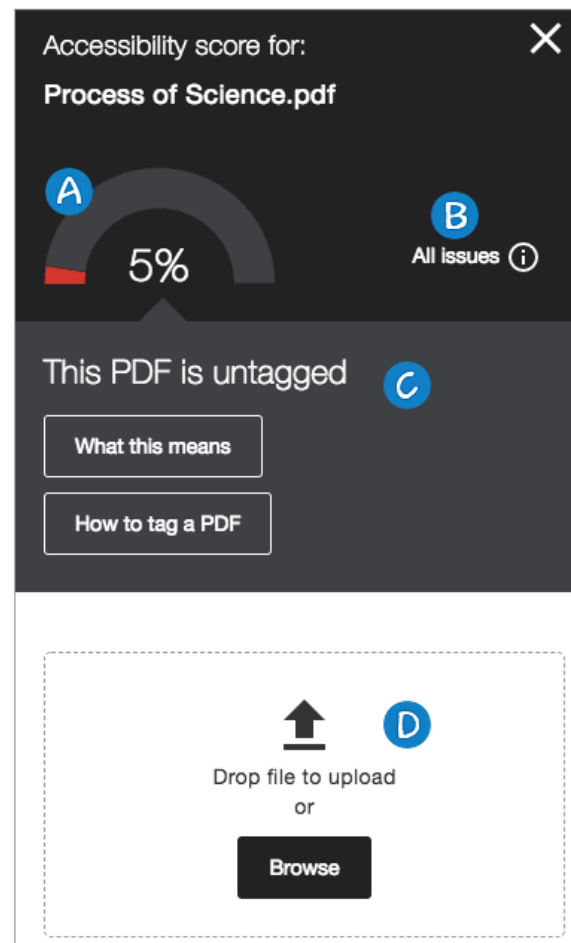 Accessibility score for:
Process of Science.pdf
A
B
5%
All issues
This PDF is untagged
C
What this means
How to tag a PDF
D
Drop file to upload
or
Browse